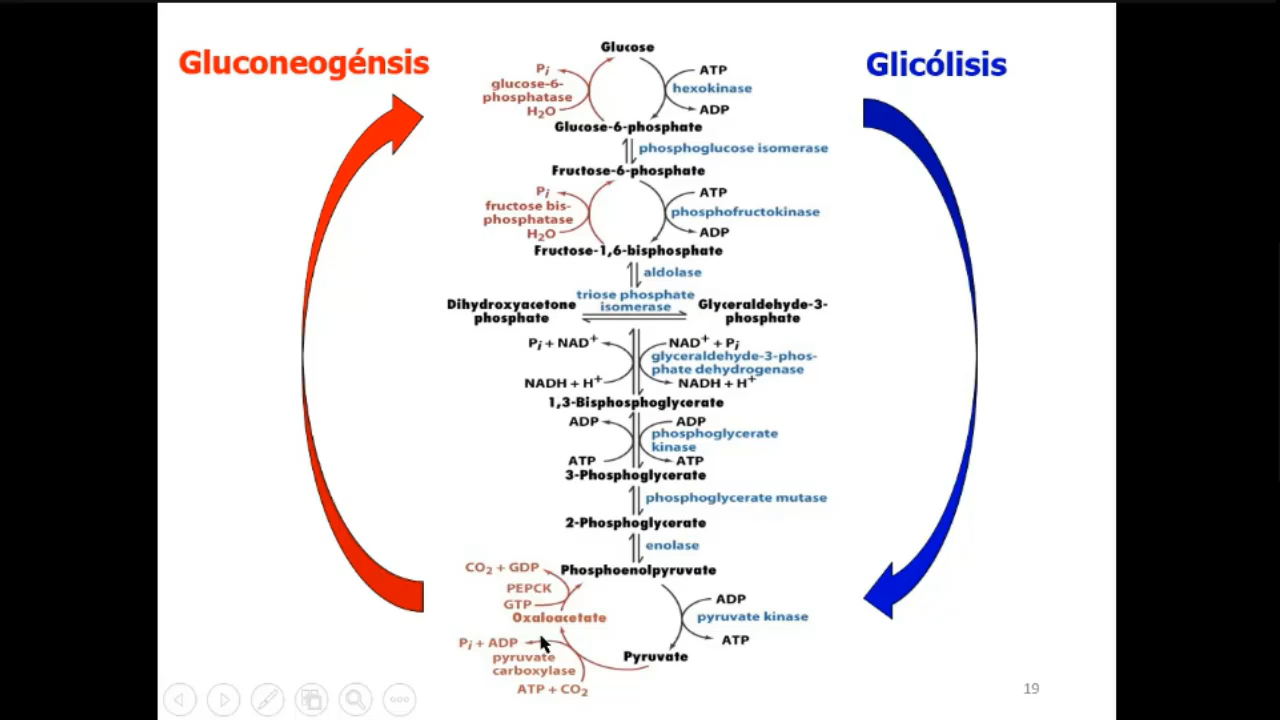 Gluconeogénsis
Glicólisis
Glucose
Pi
ATP
glucose-6-
phosphatase
hexokinase
H2O
ADP
Glucose-6-phosphate
phosphoglucose isomerase
Fructose-6-phosphate
Pi
ATP
fructose bis-
phosphatase
phosphofructokinase
H2O
ADP
Fructose-1,6-bisphosphate
aldolase
triose phosphate
isomerase
Dihydroxyacetone
phosphate
Glyceraldehyde-3-
phosphate
Pi + NAD+
NAD+ + Pi
glyceraldehyde-3-phos-
phate dehydrogenase
NADH + H+
NADH + H+
1,3-Bisphosphoglycerate
ADP
ADP
phosphoglycerate
kinase
ATP
ATP
3-Phosphoglycerate
phosphoglycerate mutase
2-Phosphoglycerate
enolase
CO2 + GDP
Phosphoenolpyruvate
PEPCK
GTP
ADP
Oxaloacetate
pyruvate kinase
Pi + ADP
ATP
pyruvate
carboxylase
Pyruvate
ATP + CO2
19